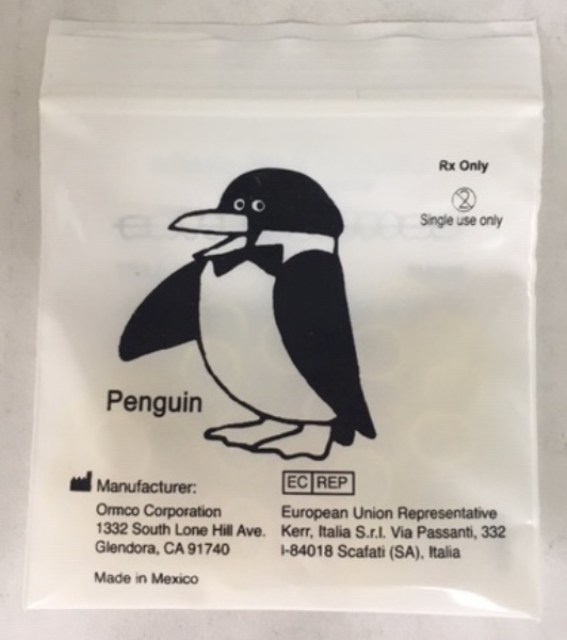 Rx Only
2
Single use only
Penguin
Manufacturer:
Ormco Corporation
1332 South Lone Hill Ave.
Glendora, CA 91740
Made in Mexico
EC REP
European Union Representative
Kerr, Italia S.r.l. Via Passanti, 332
I-84018 Scafati (SA), Italia